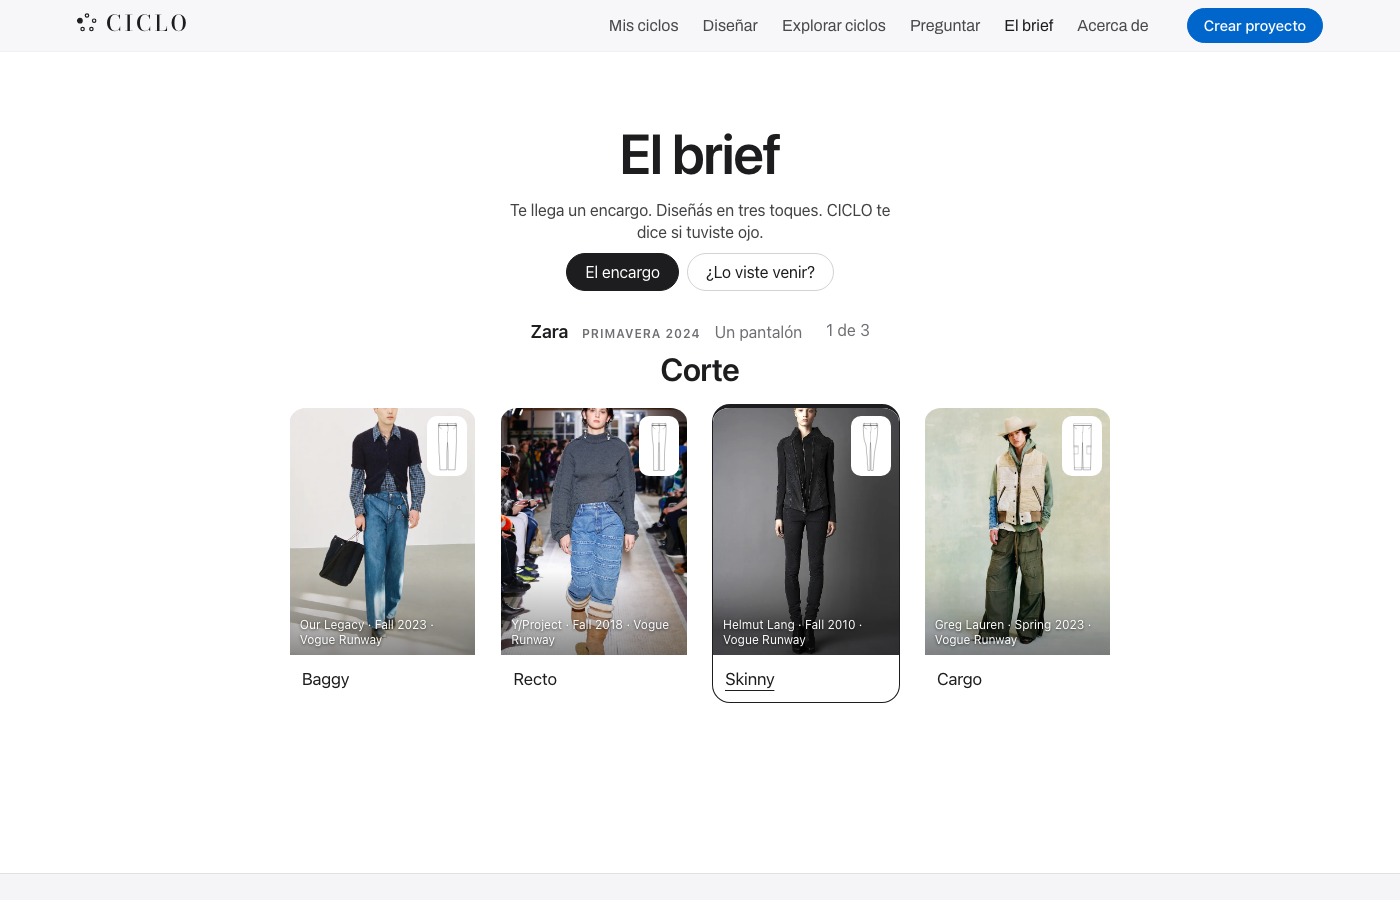 CICLO
Mis ciclos
Diseñar
Explorar ciclos
Preguntar
El brief
Acerca de
Crear proyecto
El brief
Te llega un encargo. Diseñás en tres toques. CICLO te
dice si tuviste ojo.
El encargo
¿Lo viste venir?
Zara PRIMAVERA 2024 Un pantalón 1 de 3
Corte
Our Legacy · Fall 2023 ·
Vogue Runway
Baggy
Y/Project · Fall 2018 · Vogue
Runway
Recto
Helmut Lang · Fall 2010 ·
Vogue Runway
Skinny
Greg Lauren · Spring 2023 ·
Vogue Runway
Cargo